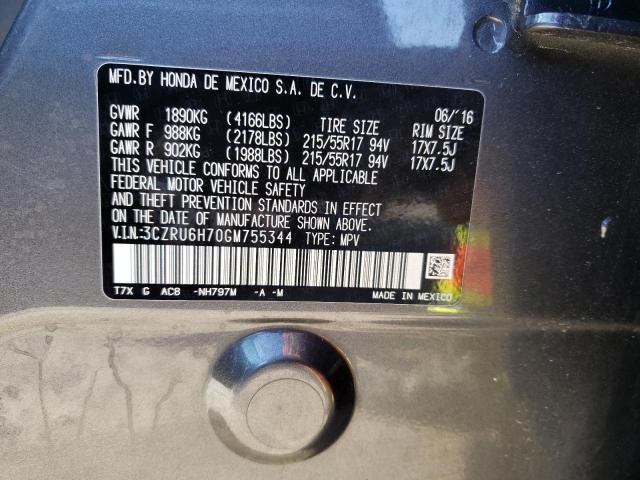 MFD.BY HONDA DE MEXICO S.A. DE C.V.
06/'16
GVWR 1890KG (4166LBS) TIRE SIZE RIM SIZE
GAWR F 988KG (2178LBS) 215/55R17 94V 17X7.5J
GAWR R 902KG (1988LBS) 215/55R17 94V 17X7.5J
THIS VEHICLE CONFORMS TO ALL APPLICABLE
FEDERAL MOTOR VEHICLE SAFETY
AND THEFT PREVENTION STANDARDS IN EFFECT
ON THE DATE OF MANUFACTURE SHOWN ABOVE.
V.I.N.:3CZRU6H70GM755344 TYPE: MPV
T7X G AC8 -NH797M -A -M MADE IN MEXICO